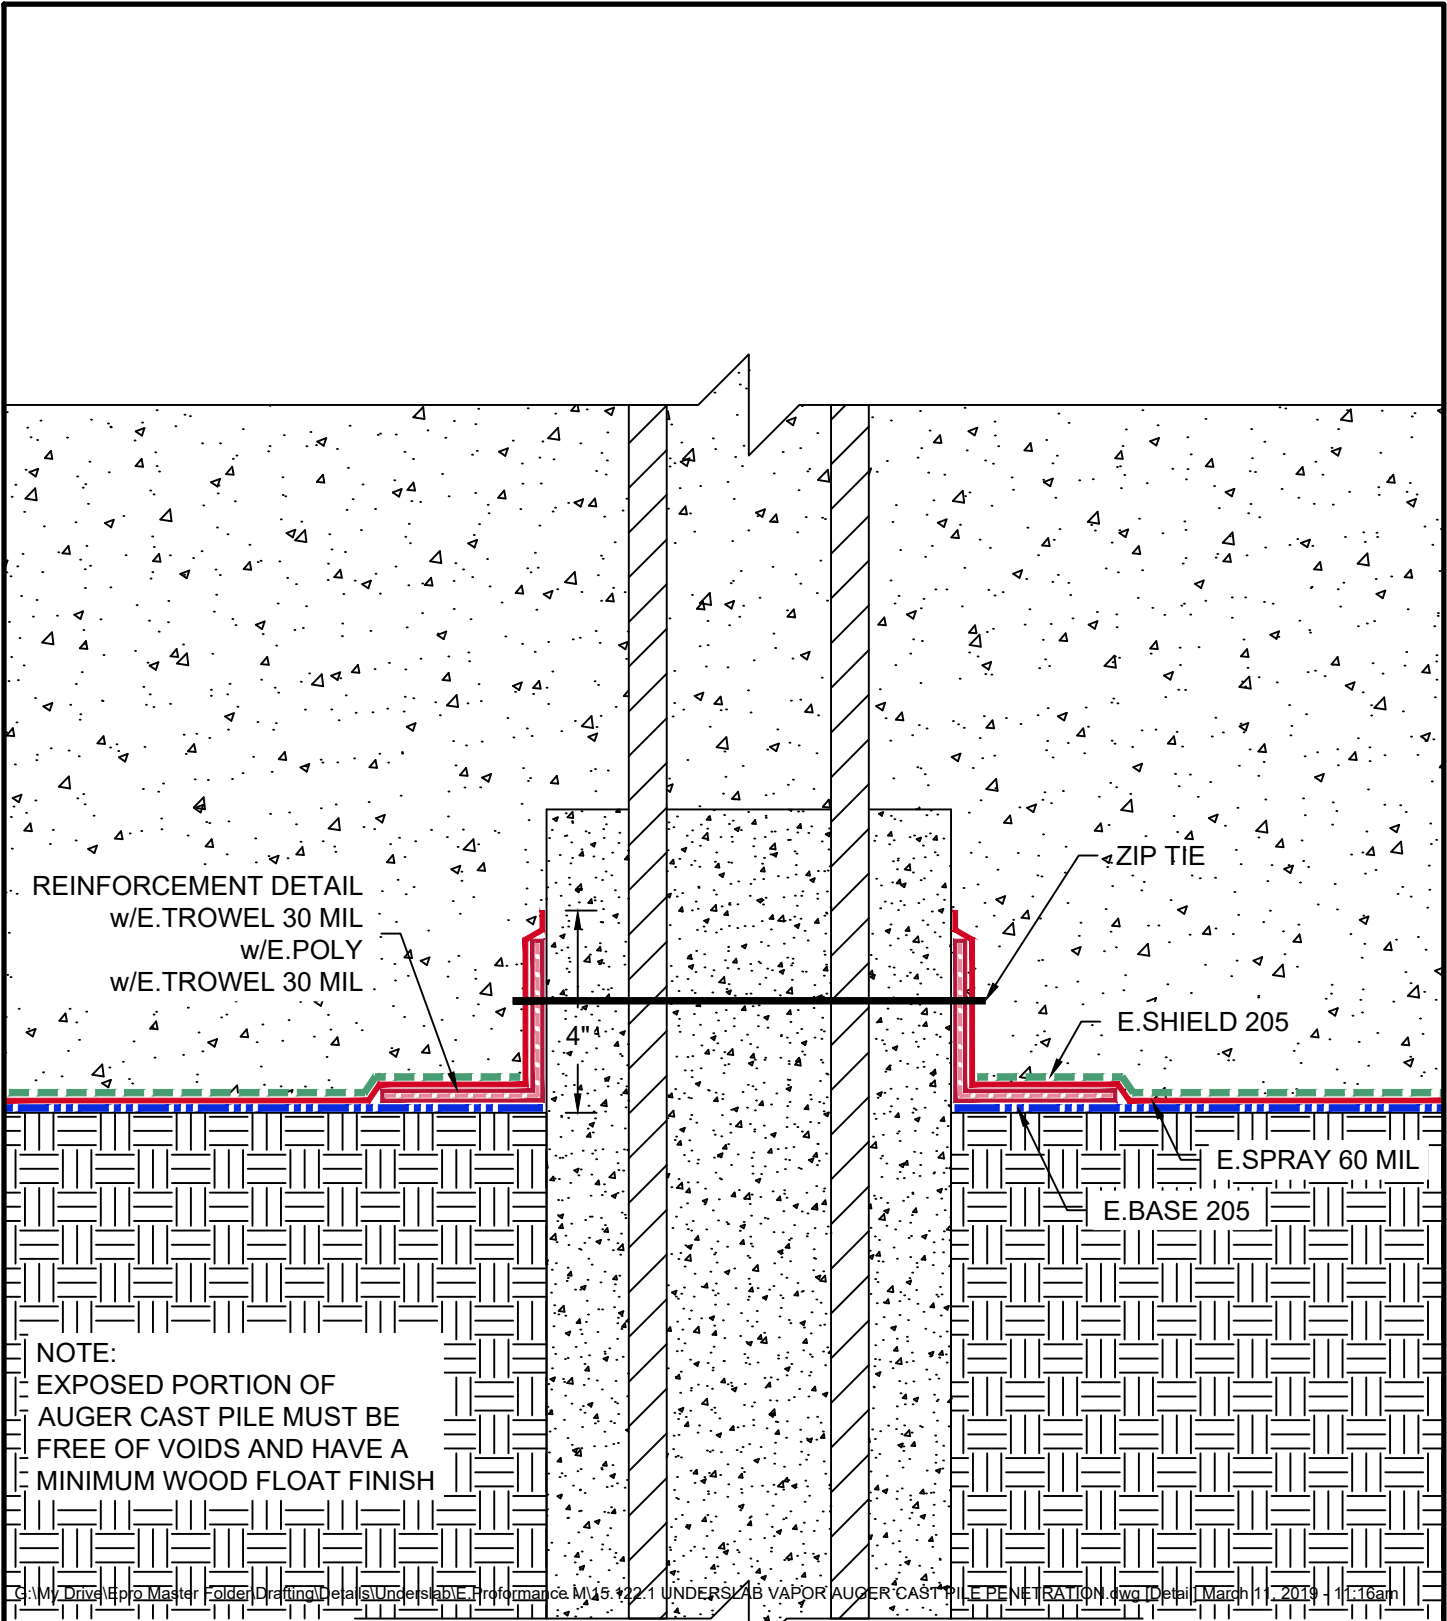 REINFORCEMENT DETAIL
w/E.TROWEL 30 MIL
w/E.POLY
w/E.TROWEL 30 MIL
ZIP TIE
4"
E.SHIELD 205
E.SPRAY 60 MIL
E.BASE 205
NOTE:
EXPOSED PORTION OF
AUGER CAST PILE MUST BE
FREE OF VOIDS AND HAVE A
MINIMUM WOOD FLOAT FINISH
G:\My Drive\Epro Master Folder\Drafting\Details\Underslab\E.Proformance M\15.122.1 UNDERSLAB VAPOR AUGER CAST PILE PENETRATION.dwg [Detail] March 11, 2019 - 11:16am